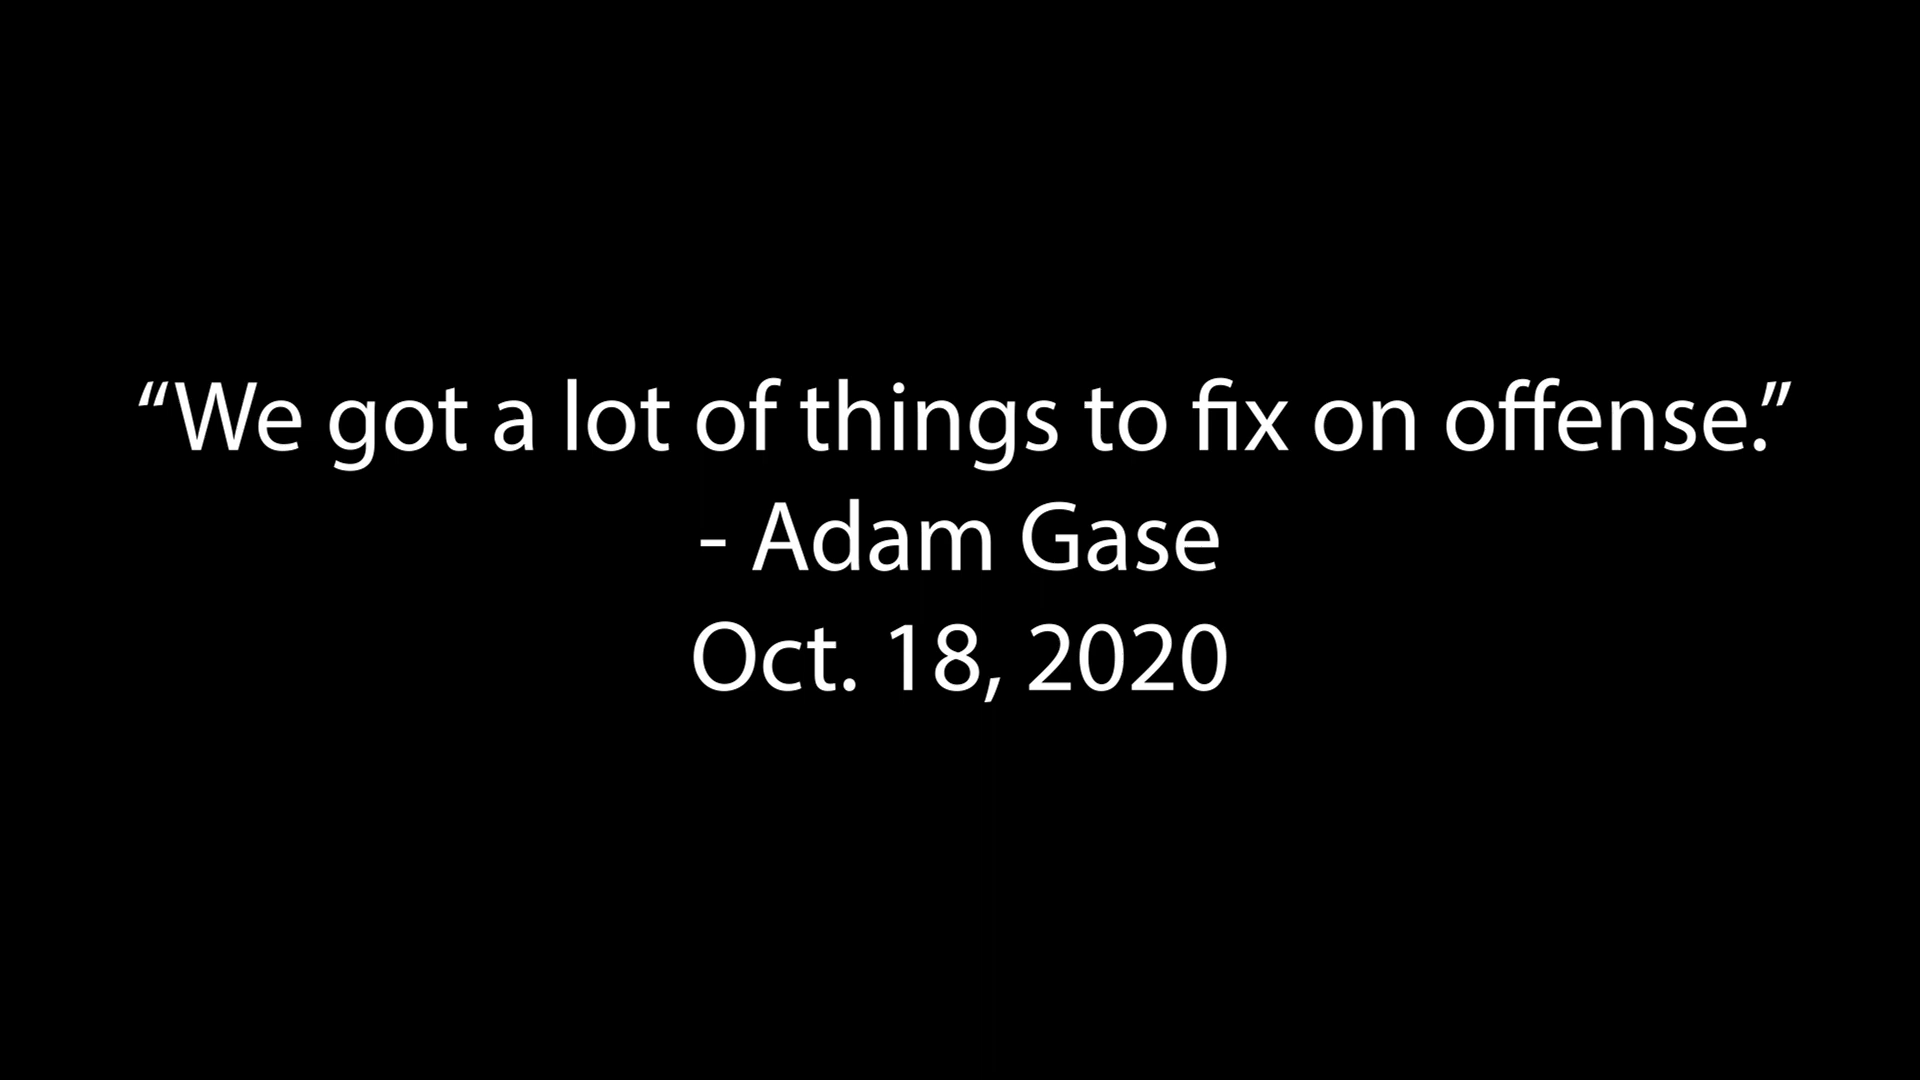 “We got a lot of things to fix on offense.”
- Adam Gase
Oct. 18, 2020